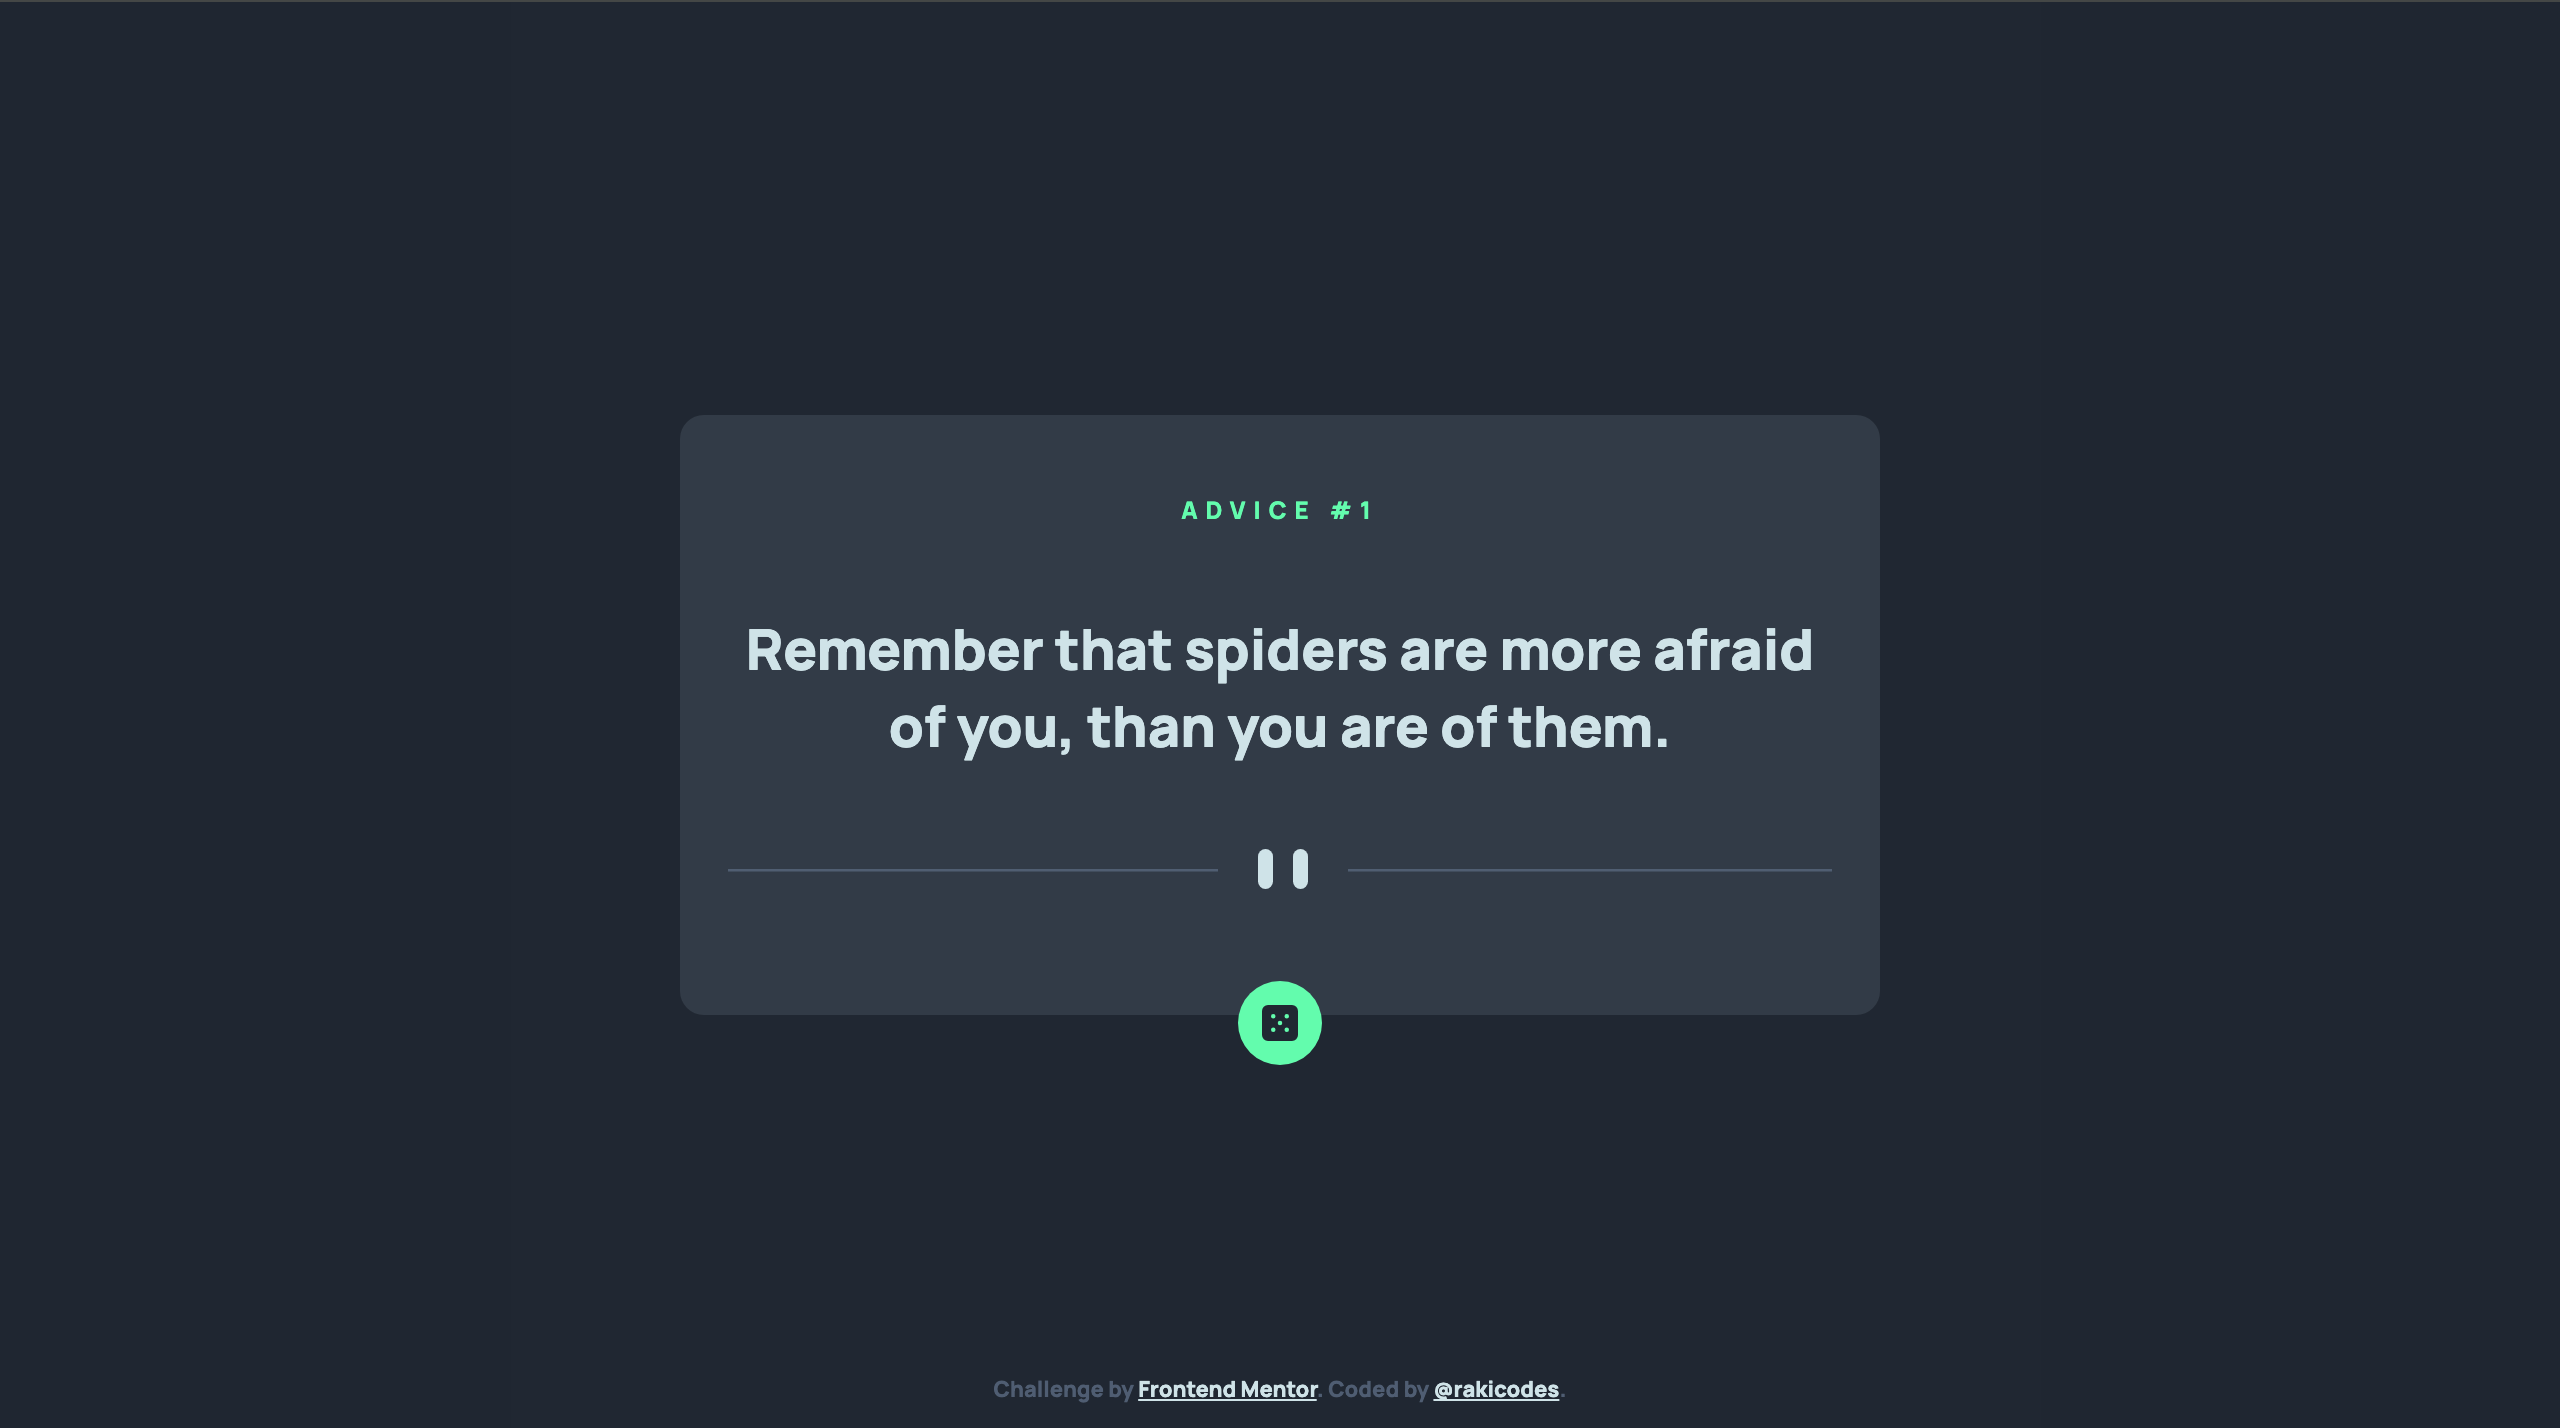 ADVICE #1
Remember that spiders are more afraid
of you, than you are of them.
Challenge by Frontend Mentor. Coded by @rakicodes.